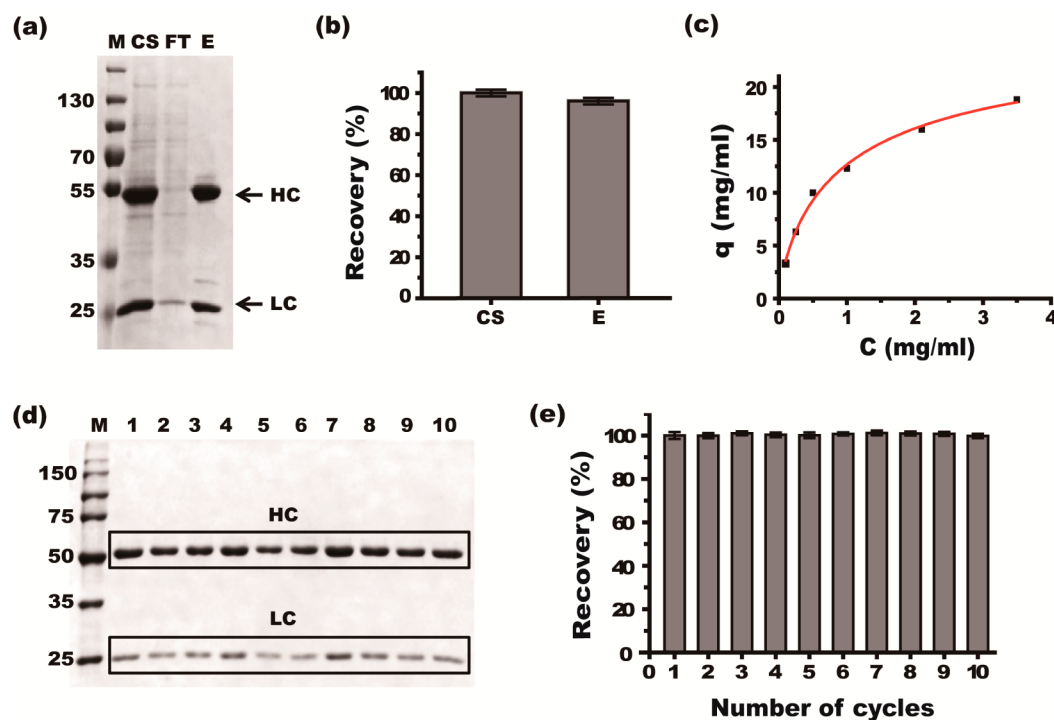 (a)
M CS FT E
130
70
55
35
25
HC
LC
(b)
Recovery (%)
100
80
60
40
20
0
CS E
(c)
q (mg/ml)
20
15
10
5
0
0 1 2 3 4
C (mg/ml)
(d)
M 1 2 3 4 5 6 7 8 9 10
150
75
50
35
25
HC
LC
(e)
Recovery (%)
100
80
60
40
20
0
0 1 2 3 4 5 6 7 8 9 10
Number of cycles